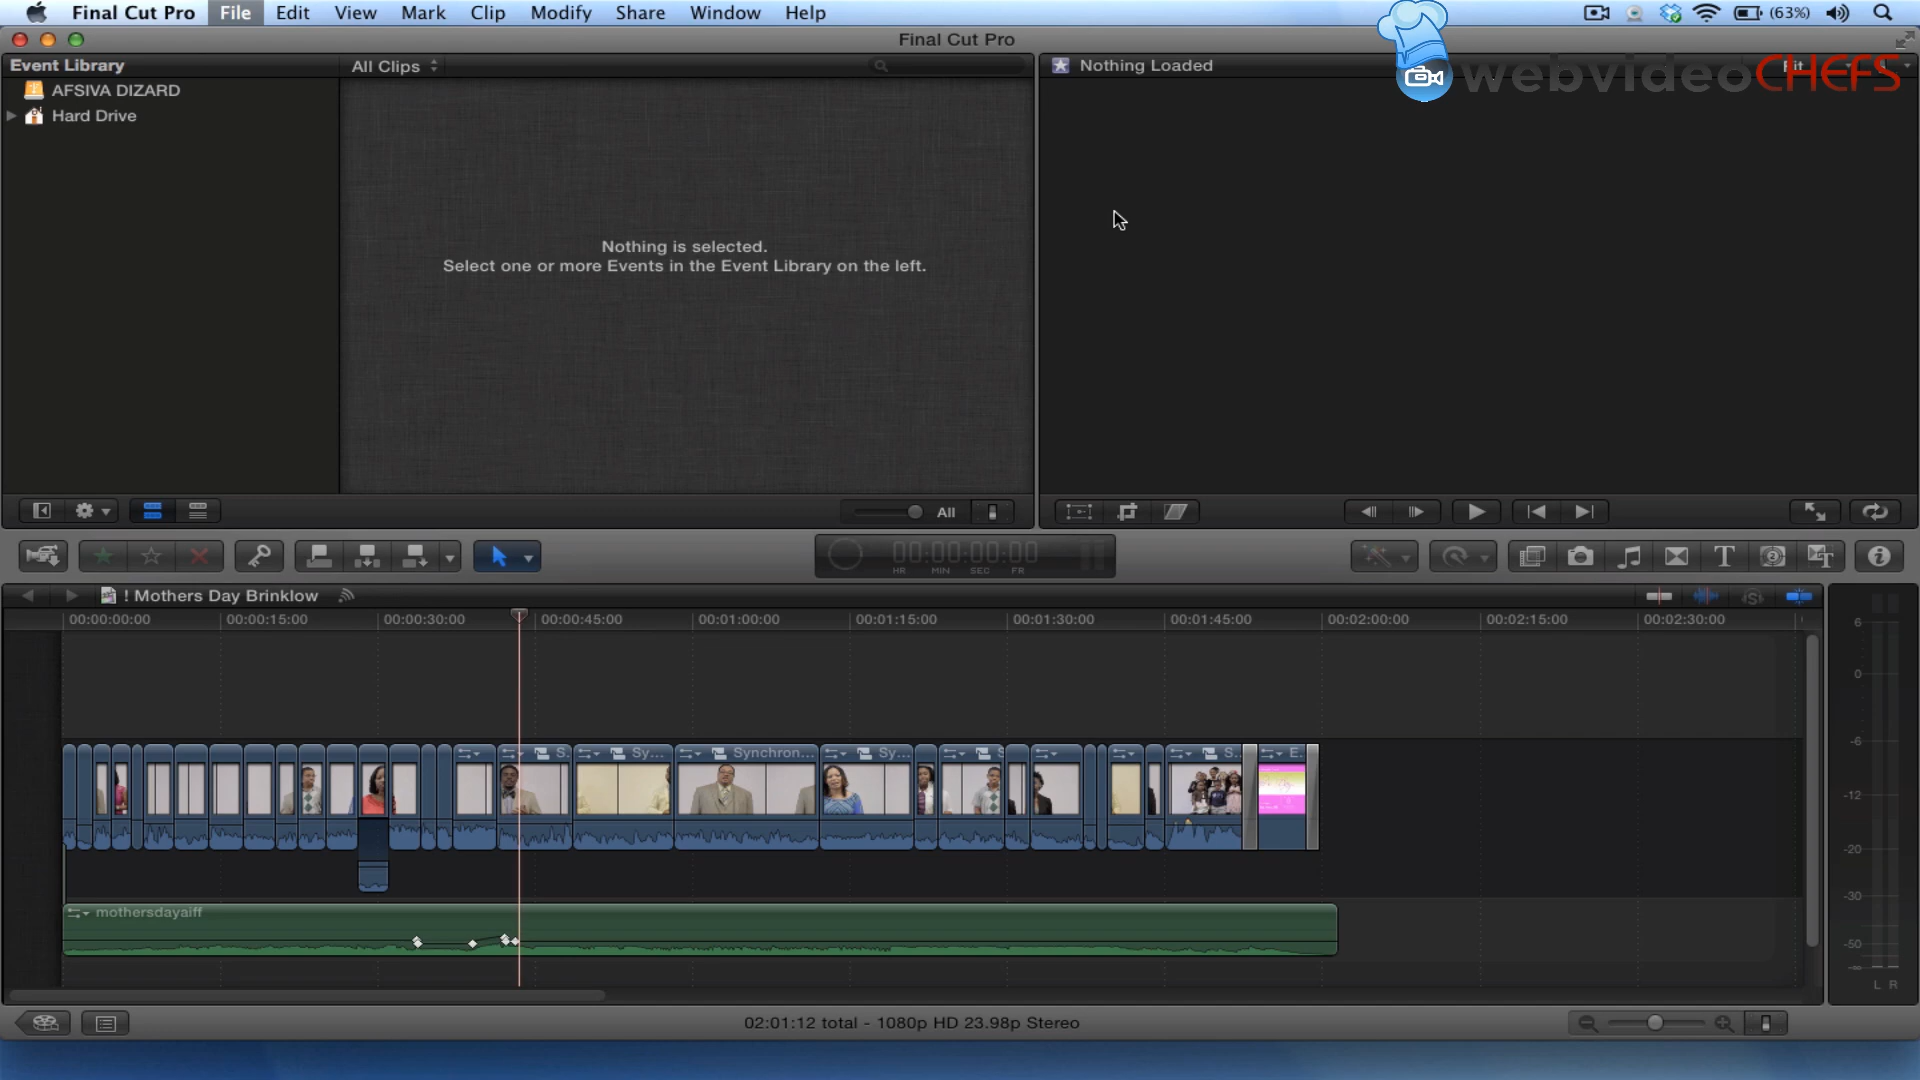 Final Cut Pro File Edit View Mark Clip Modify Share Window Help (63%)
Final Cut Pro
Event Library All Clips Nothing Loaded Fit
webvideoCHEFS
AFSIVA DIZARD
Hard Drive
Nothing is selected.
Select one or more Events in the Event Library on the left.
All
00:00:00:00
HR MIN SEC FR
! Mothers Day Brinklow
00:00:00:00 00:00:15:00 00:00:30:00 00:00:45:00 00:01:00:00 00:01:15:00 00:01:30:00 00:01:45:00 00:02:00:00 00:02:15:00 00:02:30:00
6
0
-6
-12
-20
-30
-50
-∞
L R
S. Sy... Synchron... Sy... S S... E.
mothersdayaiff
02:01:12 total - 1080p HD 23.98p Stereo